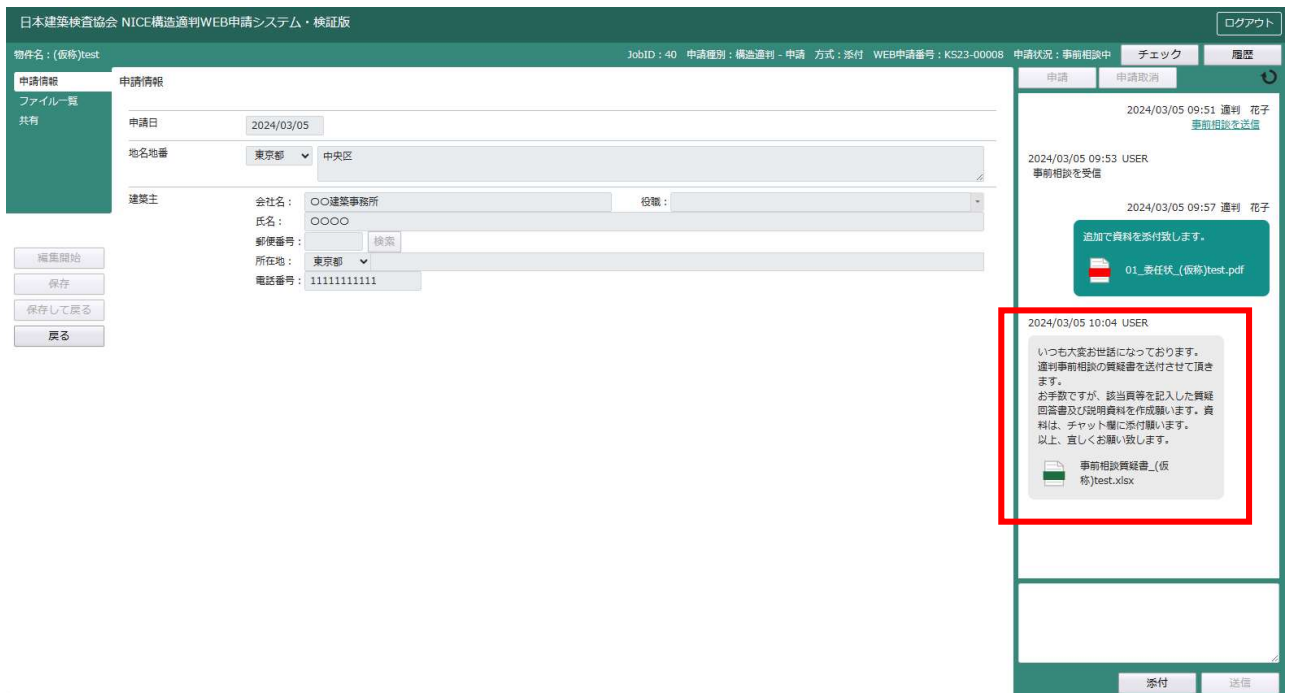 日本建築検査協会 NICE構造適判WEB申請システム・検証版
ログアウト
物件名：(仮称)test
JobID：40 申請種別：構造適判 - 申請 方式：添付 WEB申請番号：KS23-00008 申請状況：事前相談中
チェック
履歴
申請情報
ファイル一覧
共有
編集開始
保存
保存して戻る
戻る
申請情報
申請日 2024/03/05
地名地番 東京都 中央区
建築主 会社名： 〇〇建築事務所 役職：
氏名： 〇〇〇〇
郵便番号： 検索
所在地： 東京都
電話番号： 11111111111
申請 申請取消
2024/03/05 09:51 適判 花子
事前相談を送信
2024/03/05 09:53 USER
事前相談を受信
2024/03/05 09:57 適判 花子
追加で資料を添付致します。
01_委任状_(仮称)test.pdf
2024/03/05 10:04 USER
いつも大変お世話になっております。
適判事前相談の質疑書を送付させて頂き
ます。
お手数ですが、該当頁等を記入した質疑
回答書及び説明資料を作成願います。資
料は、チャット欄に添付願います。
以上、宜しくお願い致します。
事前相談質疑書_(仮
称)test.xlsx
添付
送信